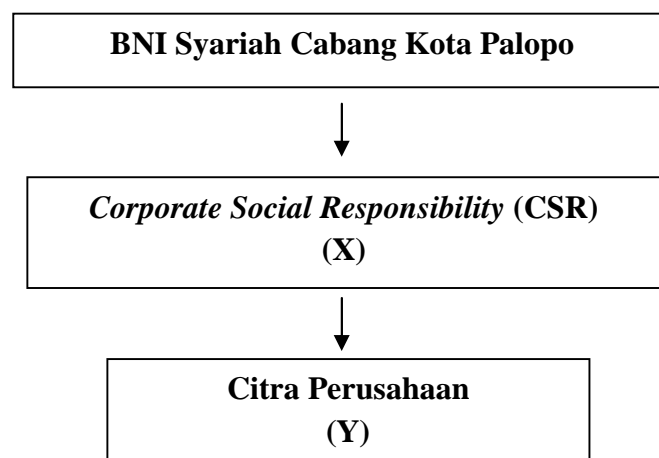 BNI Syariah Cabang Kota Palopo
Corporate Social Responsibility (CSR)
(X)
Citra Perusahaan
(Y)